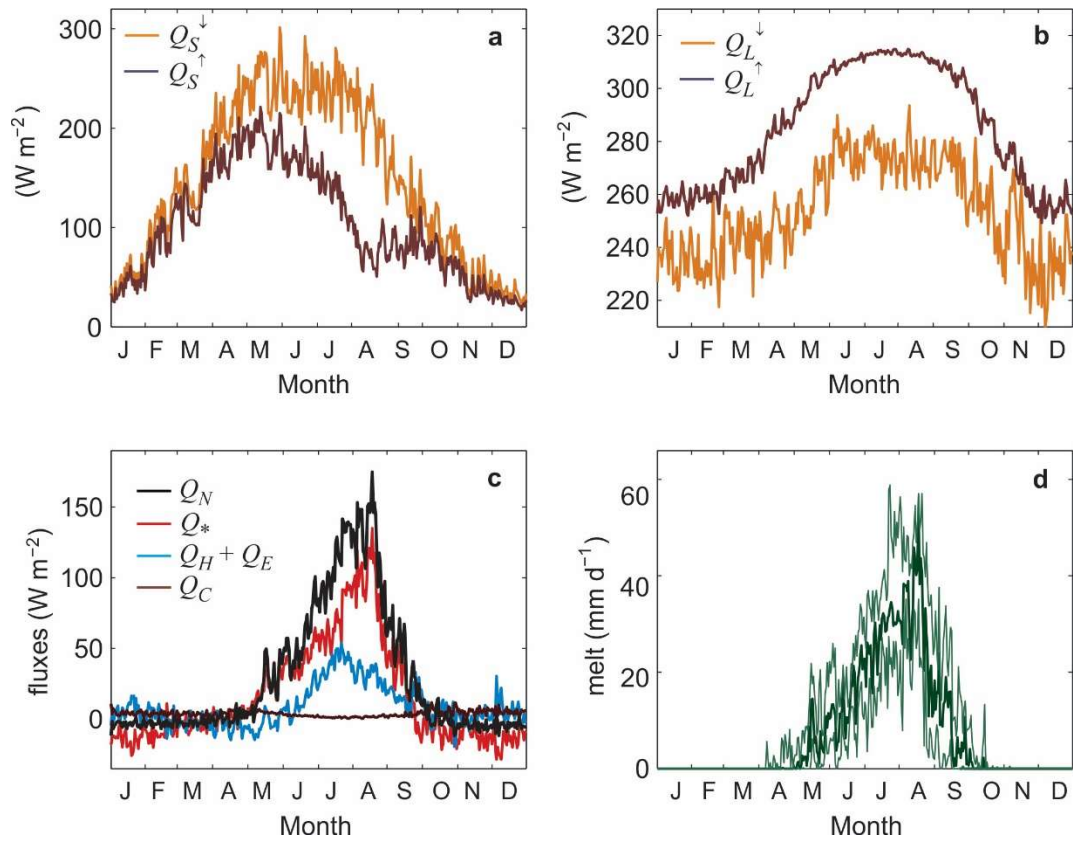 a
Q_S↓
Q_S↑
300
200
100
0
(W m⁻²)
J F M A M J J A S O N D
Month
b
Q_L↓
Q_L↑
320
300
280
260
240
220
(W m⁻²)
J F M A M J J A S O N D
Month
c
Q_N
Q_*
Q_H + Q_E
Q_C
150
100
50
0
fluxes (W m⁻²)
J F M A M J J A S O N D
Month
d
60
40
20
0
melt (mm d⁻¹)
J F M A M J J A S O N D
Month